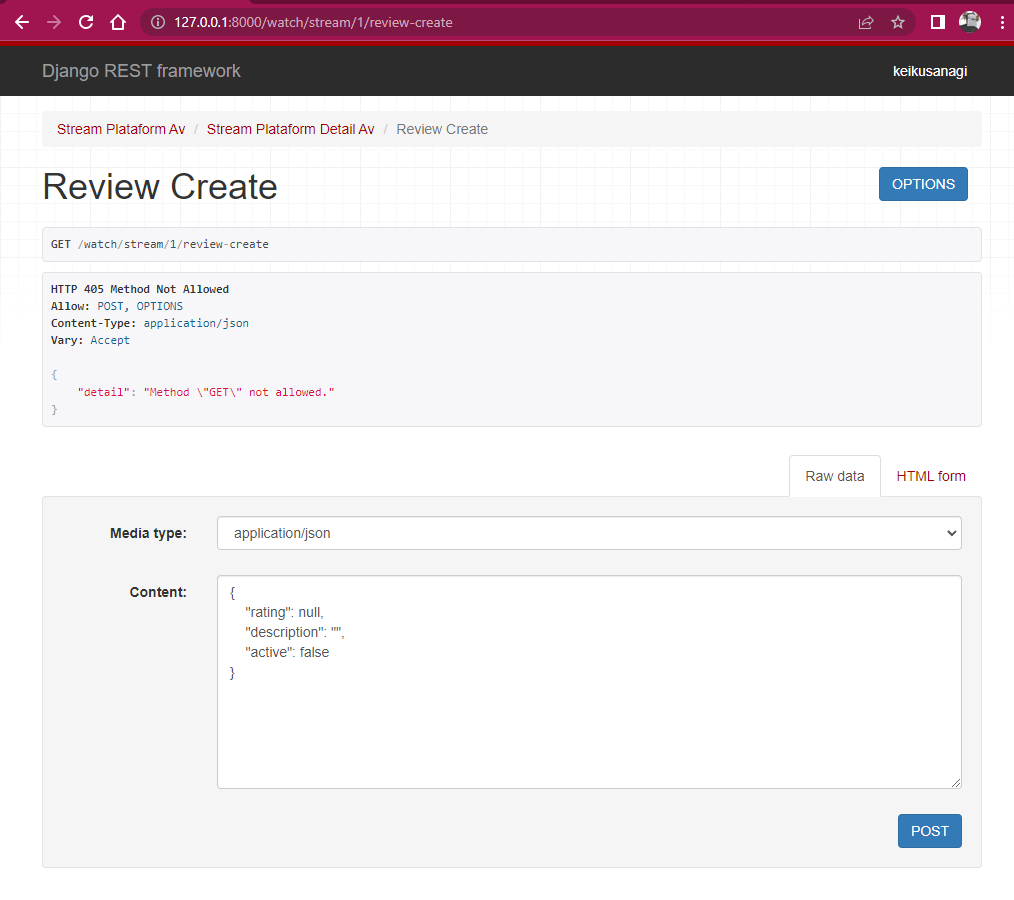 127.0.0.1:8000/watch/stream/1/review-create
Django REST framework
keikusanagi
Stream Plataform Av / Stream Plataform Detail Av / Review Create
Review Create
OPTIONS
GET /watch/stream/1/review-create
HTTP 405 Method Not Allowed
Allow: POST, OPTIONS
Content-Type: application/json
Vary: Accept
{
    "detail": "Method \"GET\" not allowed."
}
Raw data
HTML form
Media type:
application/json
Content:
{
    "rating": null,
    "description": "",
    "active": false
}
POST